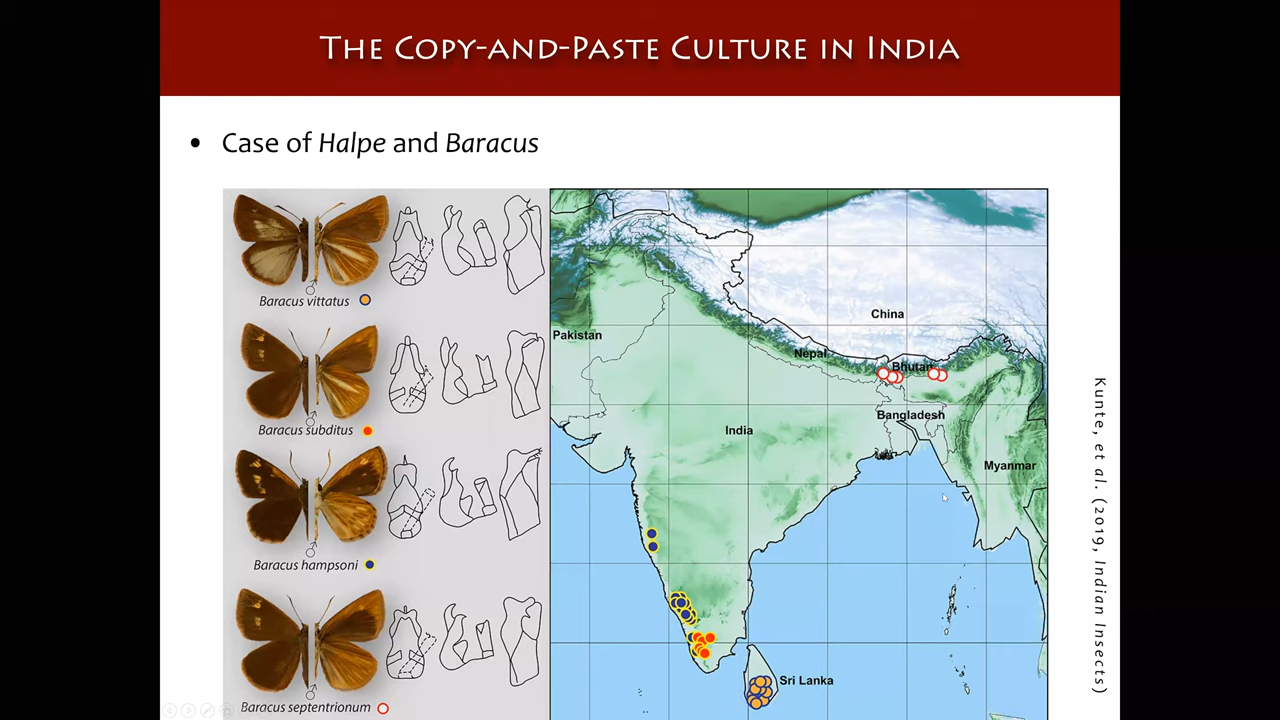 The Copy-and-Paste Culture in India
• Case of Halpe and Baracus
Baracus vittatus
Baracus subditus
Baracus hampsoni
Baracus septentrionum
Pakistan
China
Nepal
Bhutan
Bangladesh
India
Myanmar
Sri Lanka
Kunte, et al. (2019, Indian Insects)